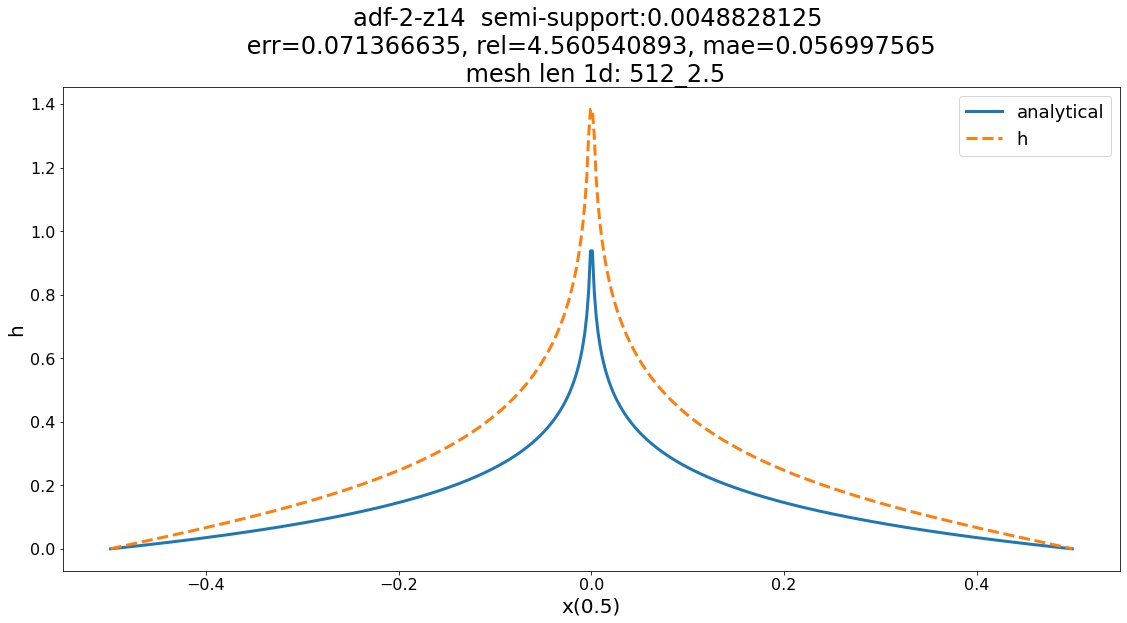 adf-2-z14  semi-support:0.0048828125
err=0.071366635, rel=4.560540893, mae=0.056997565
mesh len 1d: 512_2.5
analytical
h
1.4
1.2
1.0
0.8
0.6
0.4
0.2
0.0
h
−0.4
−0.2
0.0
0.2
0.4
x(0.5)